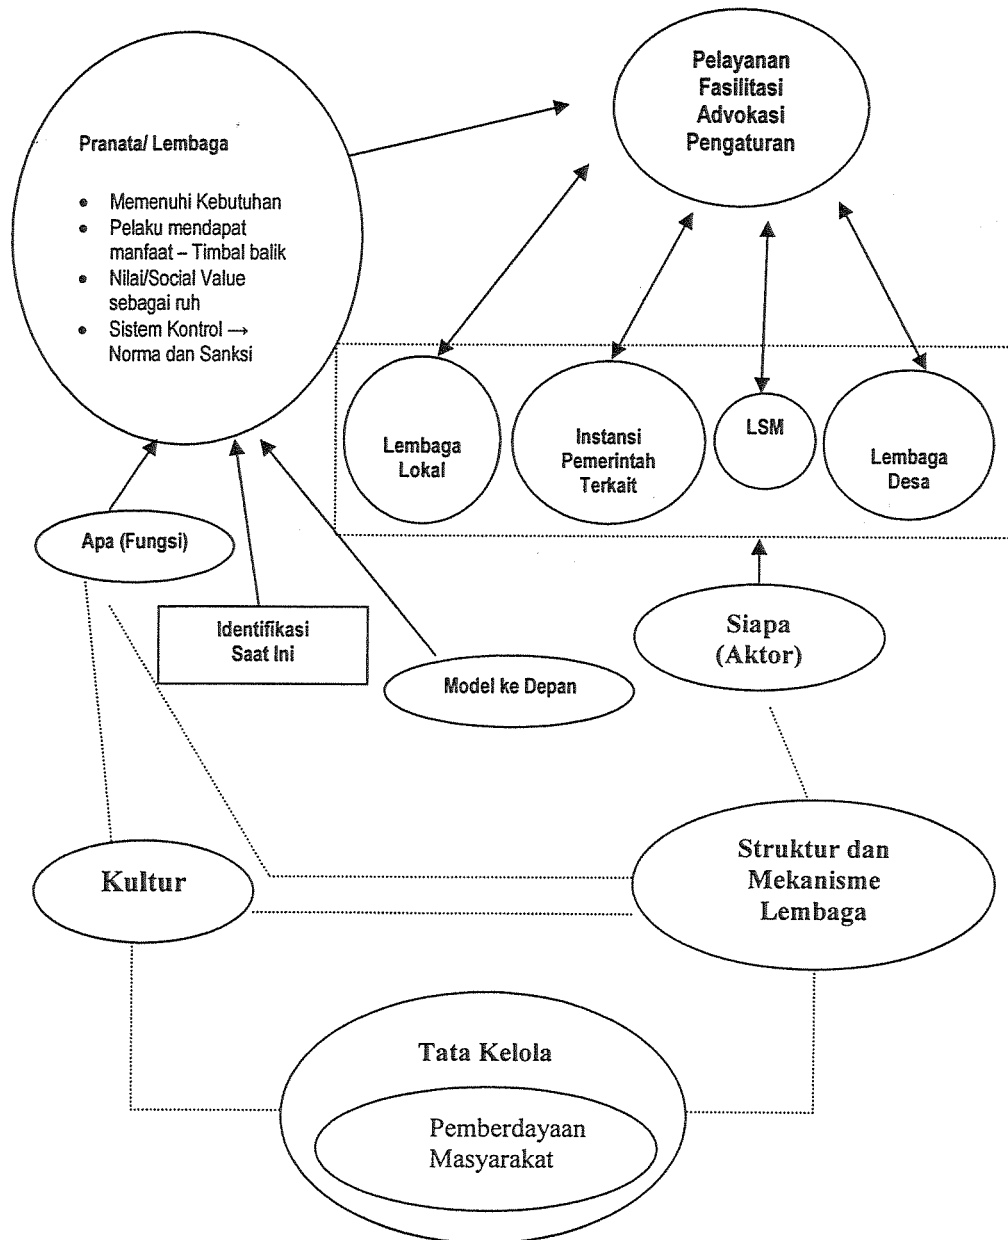 Pelayanan
Fasilitasi
Advokasi
Pengaturan
Pranata/ Lembaga
• Memenuhi Kebutuhan
• Pelaku mendapat
manfaat – Timbal balik
• Nilai/Social Value
sebagai ruh
• Sistem Kontrol →
Norma dan Sanksi
Lembaga
Lokal
Instansi
Pemerintah
Terkait
LSM
Lembaga
Desa
Apa (Fungsi)
Identifikasi
Saat Ini
Model ke Depan
Siapa
(Aktor)
Kultur
Struktur dan
Mekanisme
Lembaga
Tata Kelola
Pemberdayaan
Masyarakat